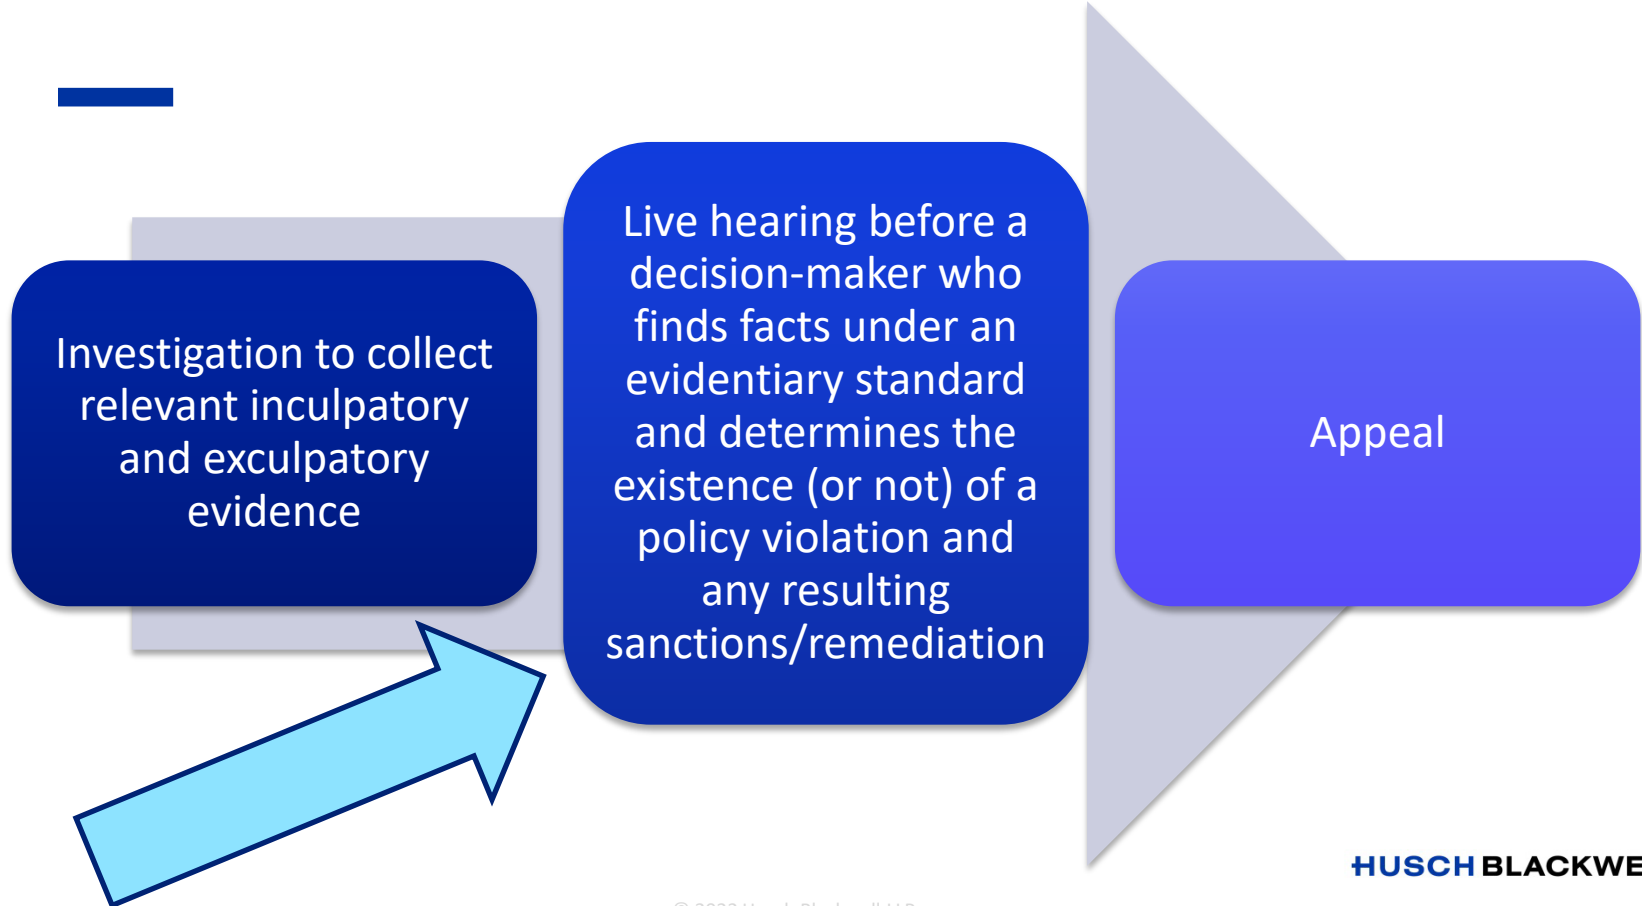 Investigation to collect
relevant inculpatory
and exculpatory
evidence
Live hearing before a
decision-maker who
finds facts under an
evidentiary standard
and determines the
existence (or not) of a
policy violation and
any resulting
sanctions/remediation
Appeal
HUSCH BLACKWE